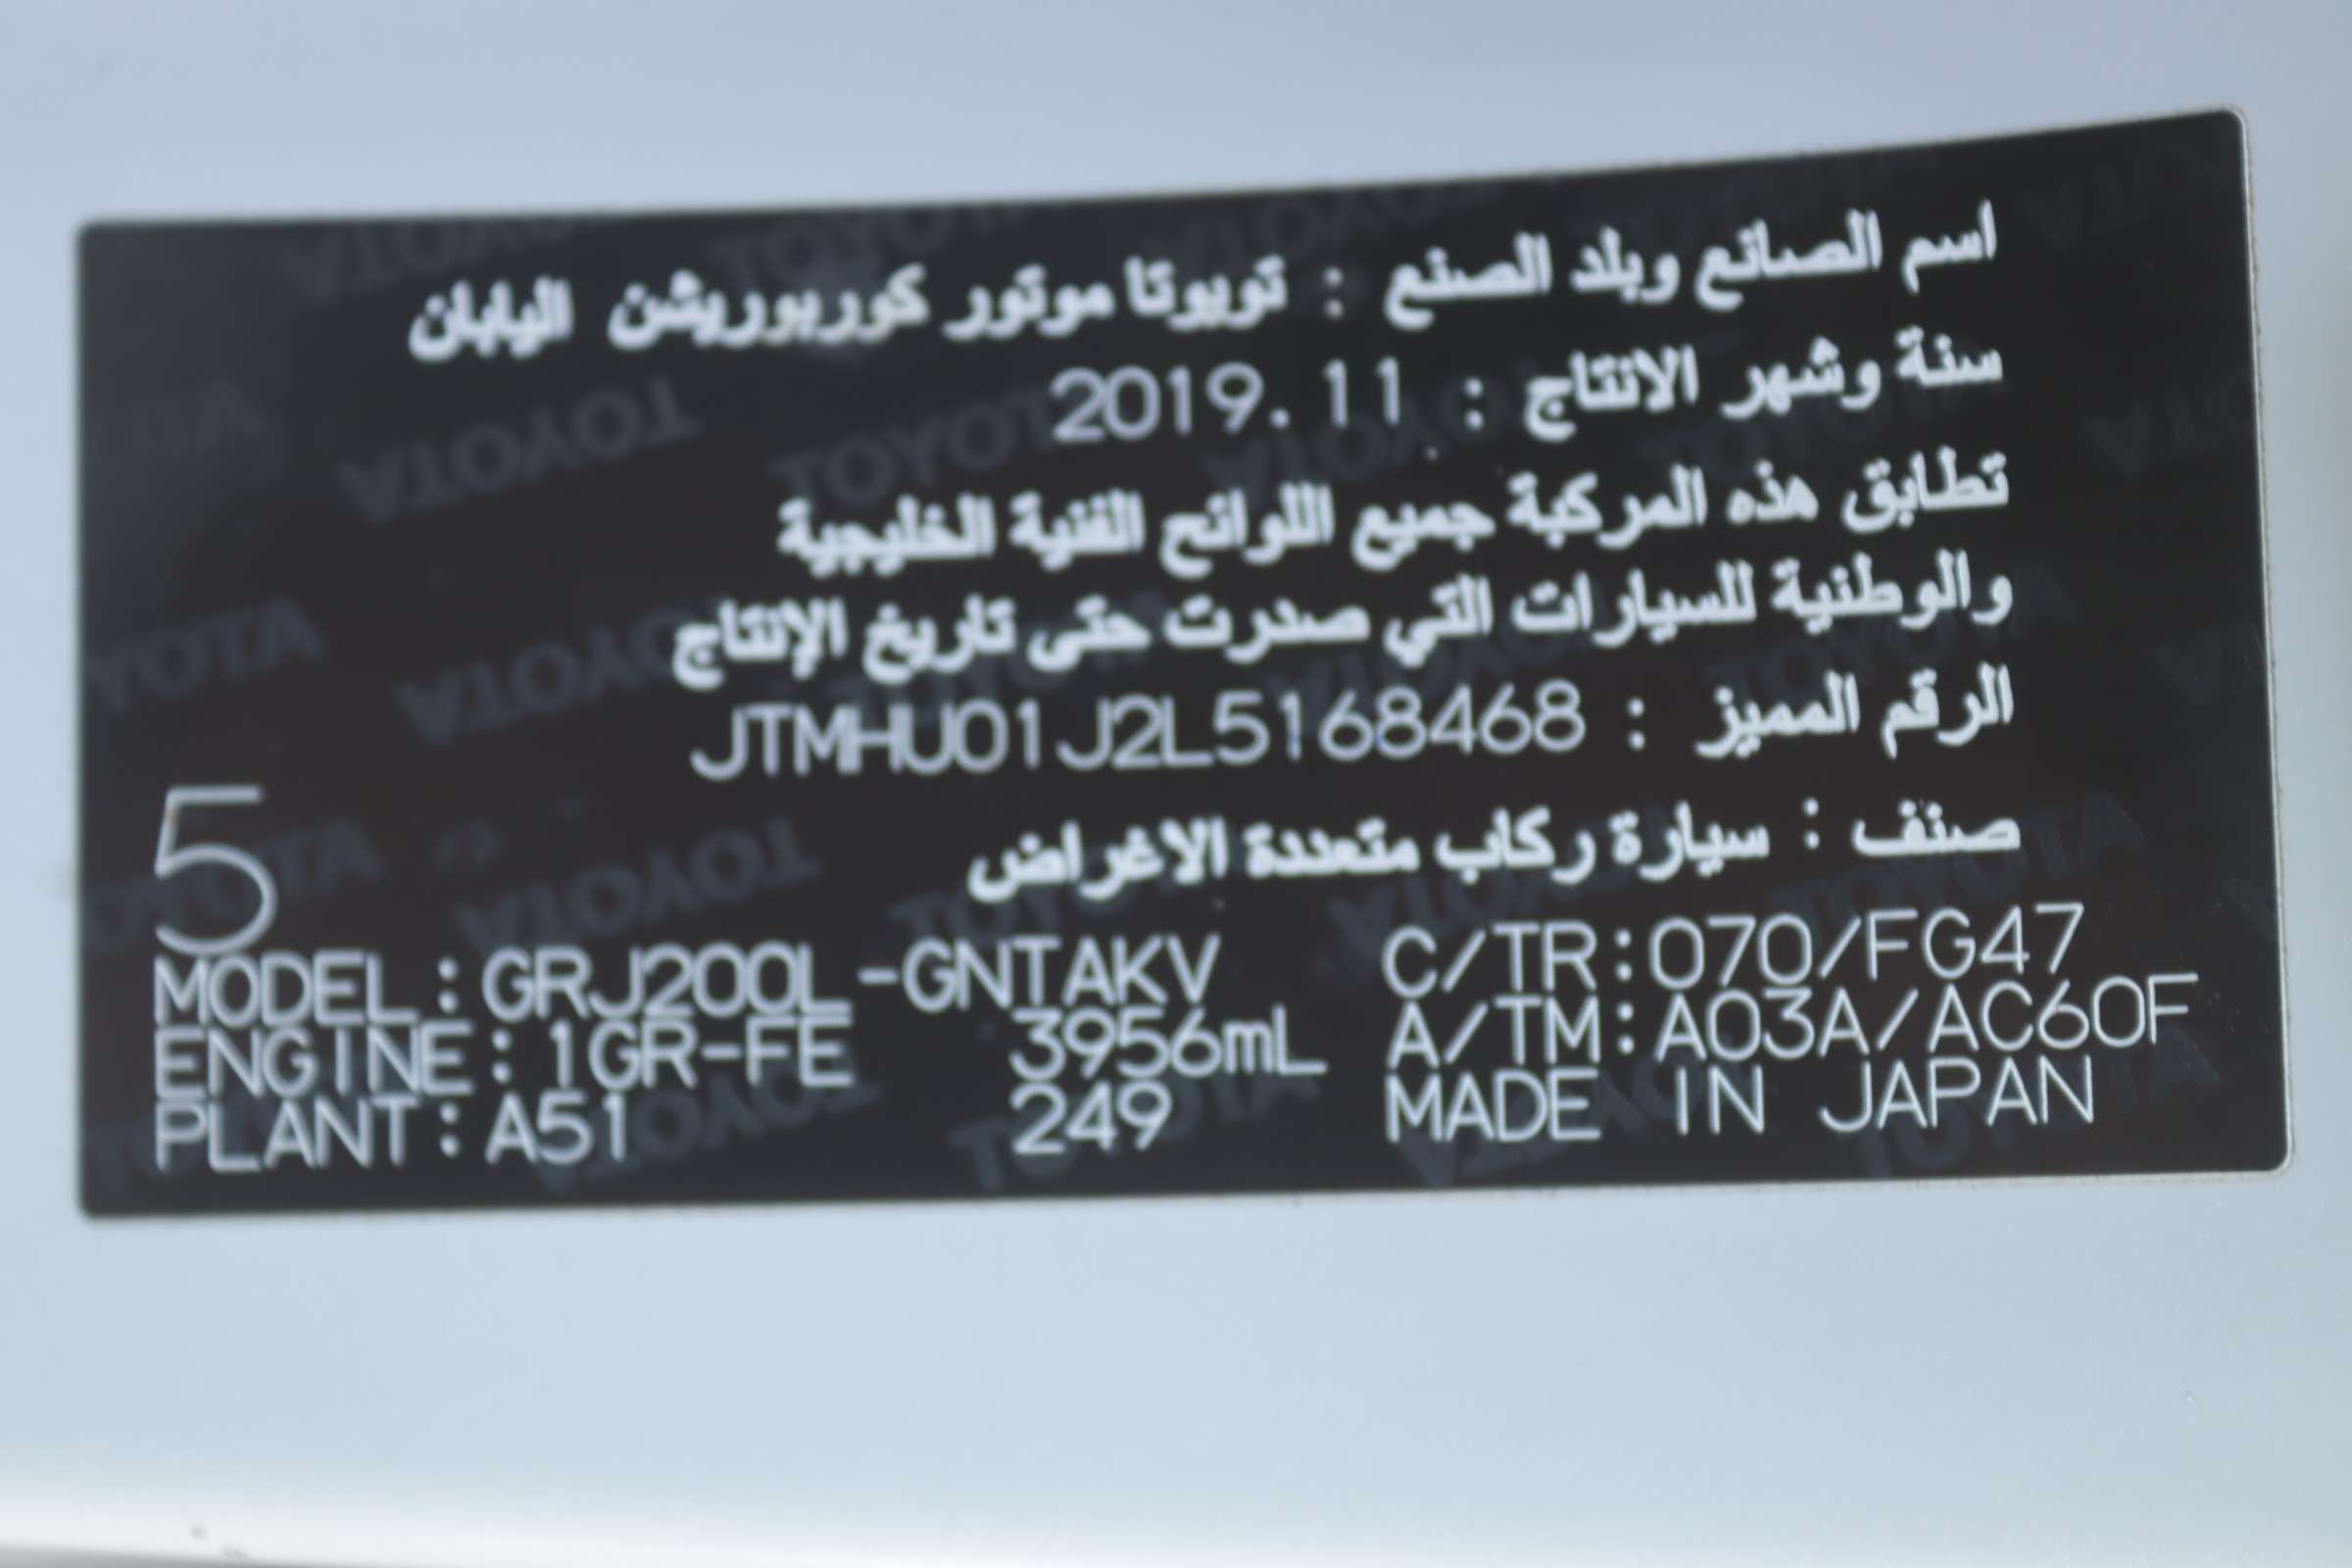 اسم الصانع وبلد الصنع : تويوتا موتور كوربوريشن اليابان
سنة وشهر الانتاج : 2019.11
تطابق هذه المركبة جميع اللوائح الفنية الخليجية
والوطنية للسيارات التي صدرت حتى تاريخ الإنتاج
الرقم المميز : JTMHU01J2L5168468
صنف : سيارة ركاب متعددة الاغراض
5
MODEL:GRJ200L-GNTAKV C/TR:070/FG47
ENGINE:1GR-FE 3956mL A/TM:A03A/AC60F
PLANT:A51 249 MADE IN JAPAN